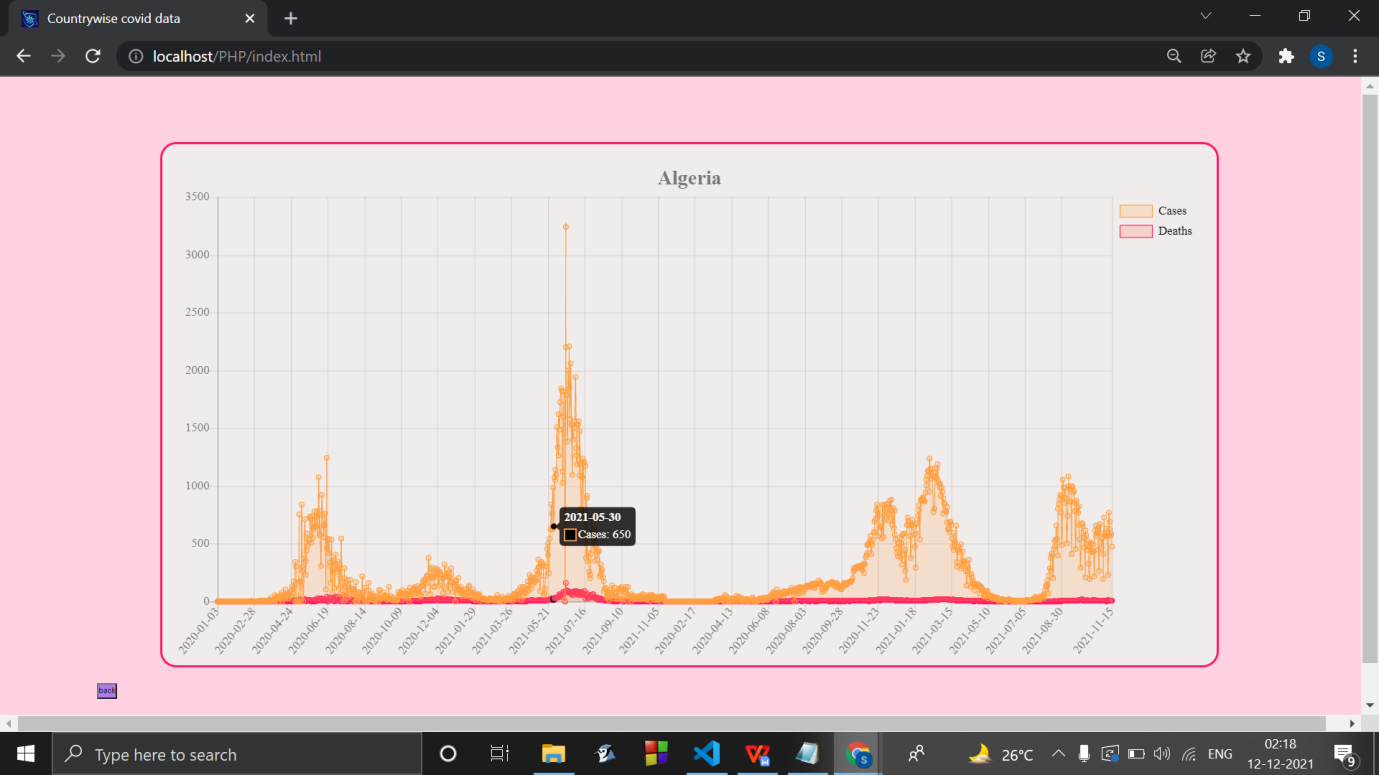 Countrywise covid data
localhost/PHP/index.html
S
Algeria
3500
3000
2500
2000
1500
1000
500
0
Cases
Deaths
2021-05-30
Cases: 650
2020-01-03
2020-02-28
2020-04-24
2020-06-19
2020-08-14
2020-10-09
2020-12-04
2021-01-29
2021-03-26
2021-05-21
2021-07-16
2021-09-10
2021-11-05
2020-02-17
2020-04-13
2020-06-08
2020-08-03
2020-09-28
2020-11-23
2021-01-18
2021-03-15
2021-05-10
2021-07-05
2021-08-30
2021-11-15
back
Type here to search
W
S
26°C
ENG
02:18
12-12-2021
9